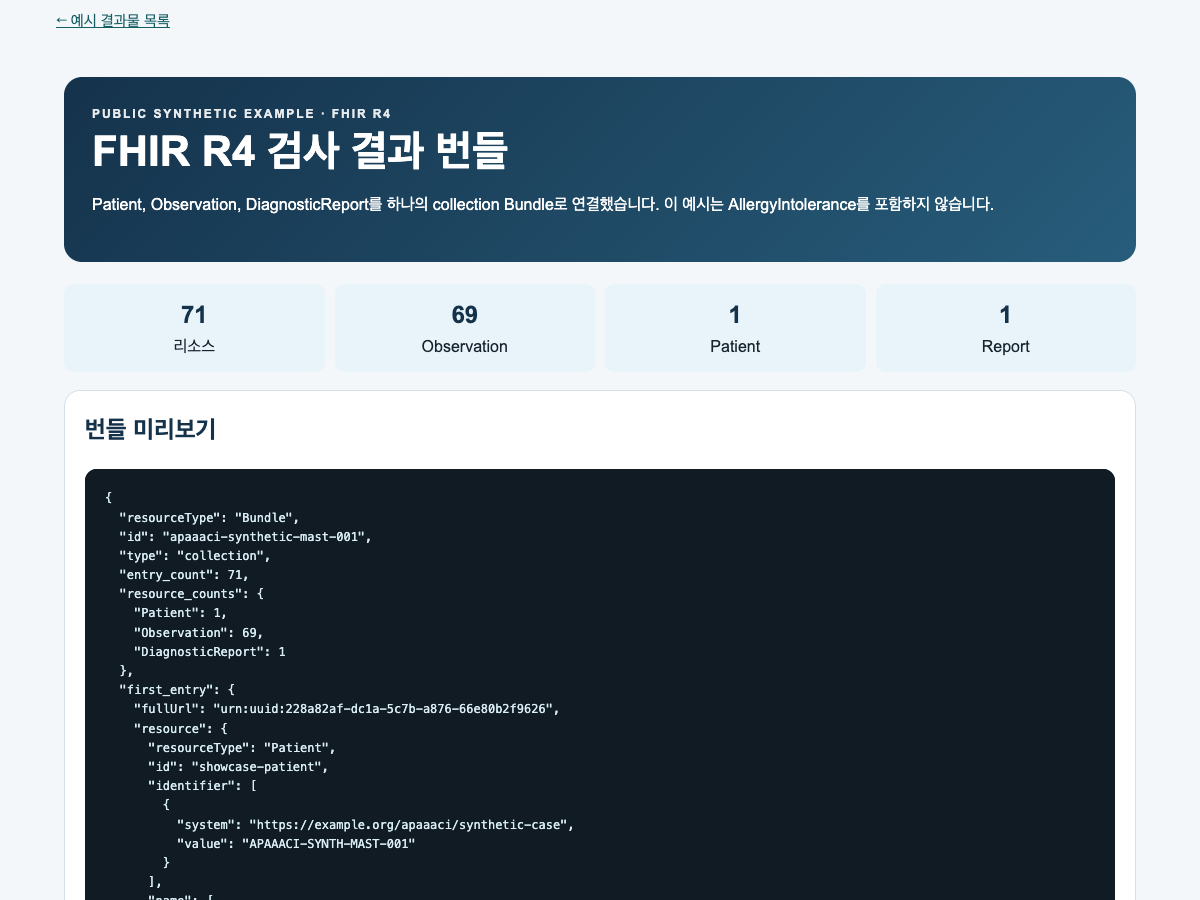 ← 예시 결과물 목록
PUBLIC SYNTHETIC EXAMPLE · FHIR R4
FHIR R4 검사 결과 번들
Patient, Observation, DiagnosticReport를 하나의 collection Bundle로 연결했습니다. 이 예시는 AllergyIntolerance를 포함하지 않습니다.
71
리소스
69
Observation
1
Patient
1
Report
번들 미리보기
{
  "resourceType": "Bundle",
  "id": "apaaaci-synthetic-mast-001",
  "type": "collection",
  "entry_count": 71,
  "resource_counts": {
    "Patient": 1,
    "Observation": 69,
    "DiagnosticReport": 1
  },
  "first_entry": {
    "fullUrl": "urn:uuid:228a82af-dc1a-5c7b-a876-66e80b2f9626",
    "resource": {
      "resourceType": "Patient",
      "id": "showcase-patient",
      "identifier": [
        {
          "system": "https://example.org/apaaaci/synthetic-case",
          "value": "APAAACI-SYNTH-MAST-001"
        }
      ],
      "name": [